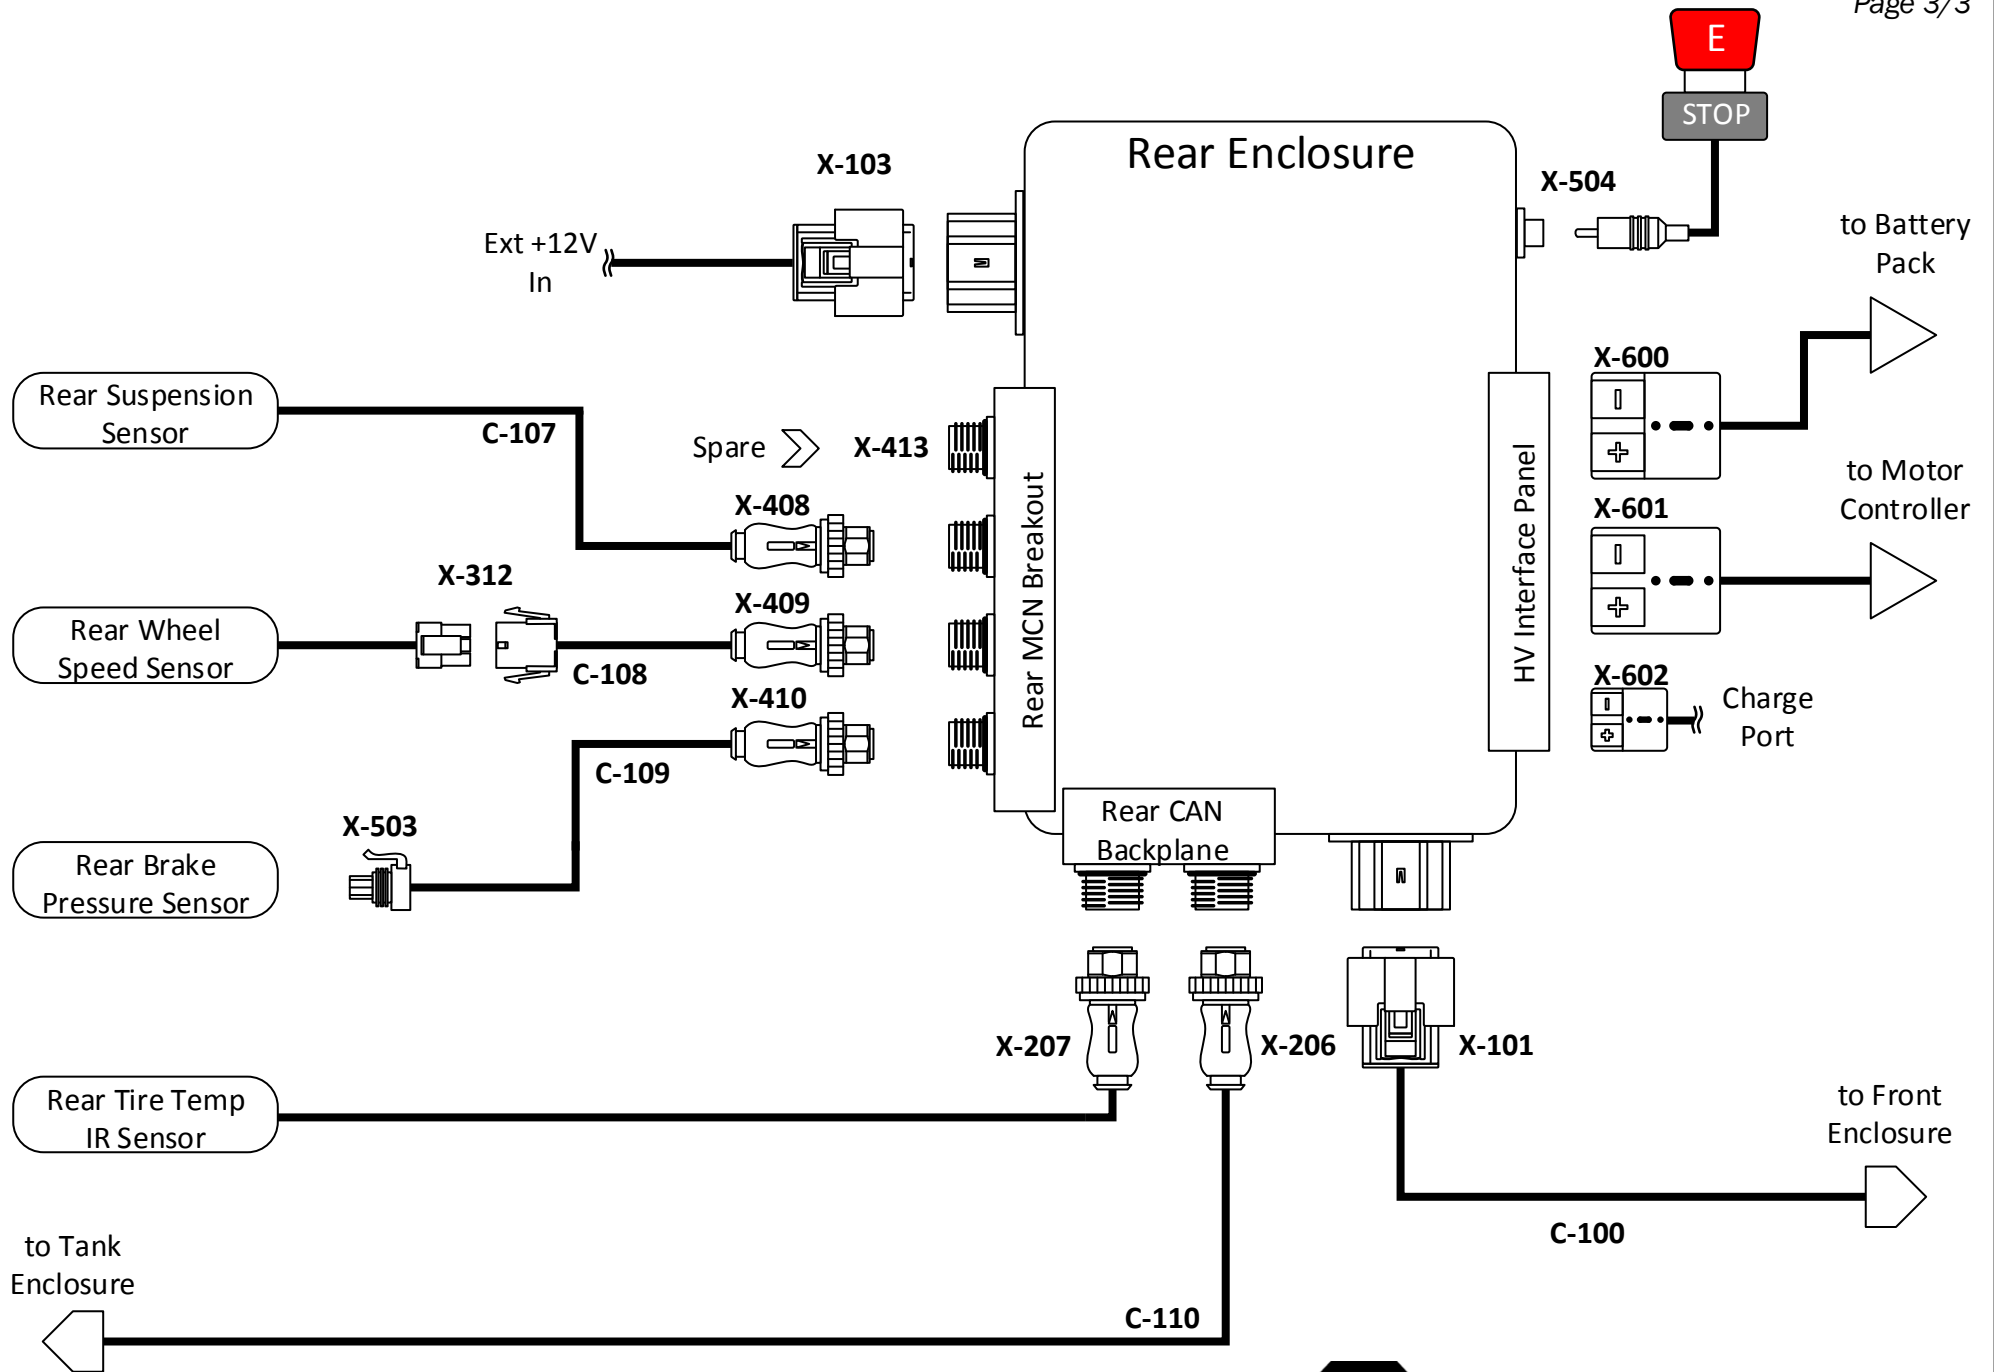 Page 3/3
E
STOP
Rear Enclosure
X-103
X-504
Ext +12V
In
to Battery
Pack
X-600
Rear Suspension
Sensor
C-107
Spare
X-413
to Motor
Controller
X-408
X-601
Rear MCN Breakout
HV Interface Panel
X-312
X-409
Rear Wheel
Speed Sensor
C-108
X-602
X-410
Charge
Port
C-109
X-503
Rear CAN
Backplane
Rear Brake
Pressure Sensor
X-207
X-206
X-101
Rear Tire Temp
IR Sensor
to Front
Enclosure
C-100
to Tank
Enclosure
C-110